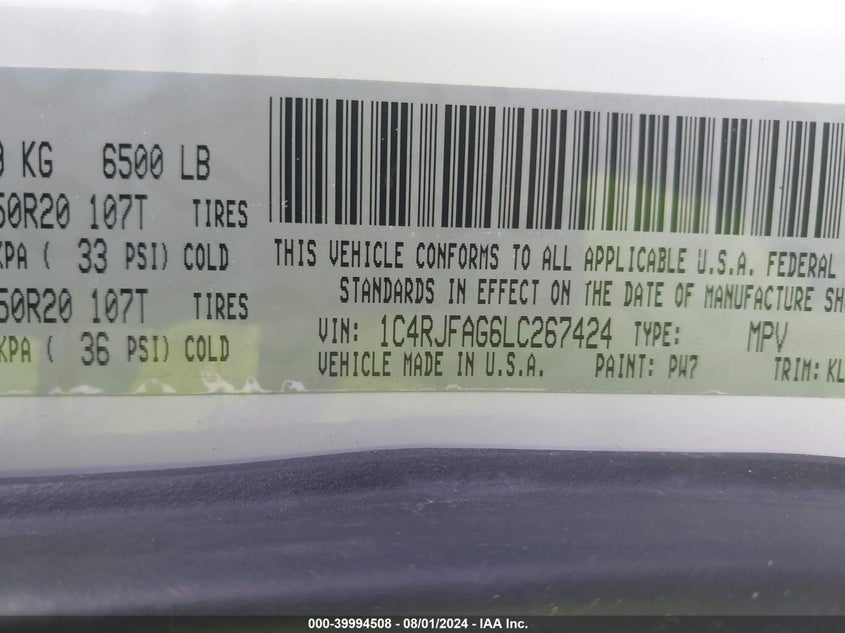 KG 6500 LB
50R20 107T TIRES
KPA ( 33 PSI) COLD
50R20 107T TIRES
KPA ( 36 PSI) COLD
THIS VEHICLE CONFORMS TO ALL APPLICABLE U.S.A. FEDERAL
STANDARDS IN EFFECT ON THE DATE OF MANUFACTURE SH
VIN: 1C4RJFAG6LC267424 TYPE: MPV
VEHICLE MADE IN U.S.A. PAINT: PW7 TRIM: KL
000-39994508 - 08/01/2024 - IAA Inc.